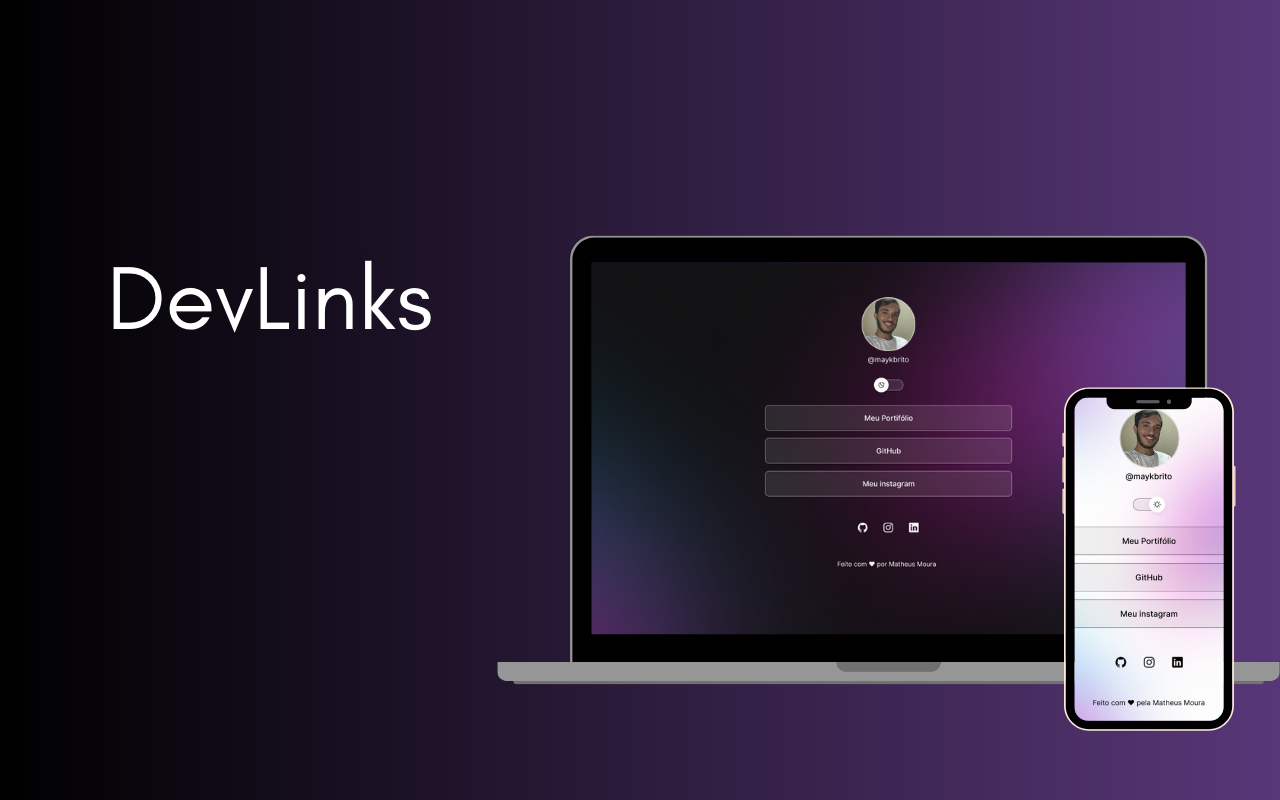 DevLinks
@maykbrito
Meu Portifólio
GitHub
Meu instagram
Feito com ♥ por Matheus Moura
@maykbrito
Meu Portifólio
GitHub
Meu instagram
Feito com ♥ pela Matheus Moura